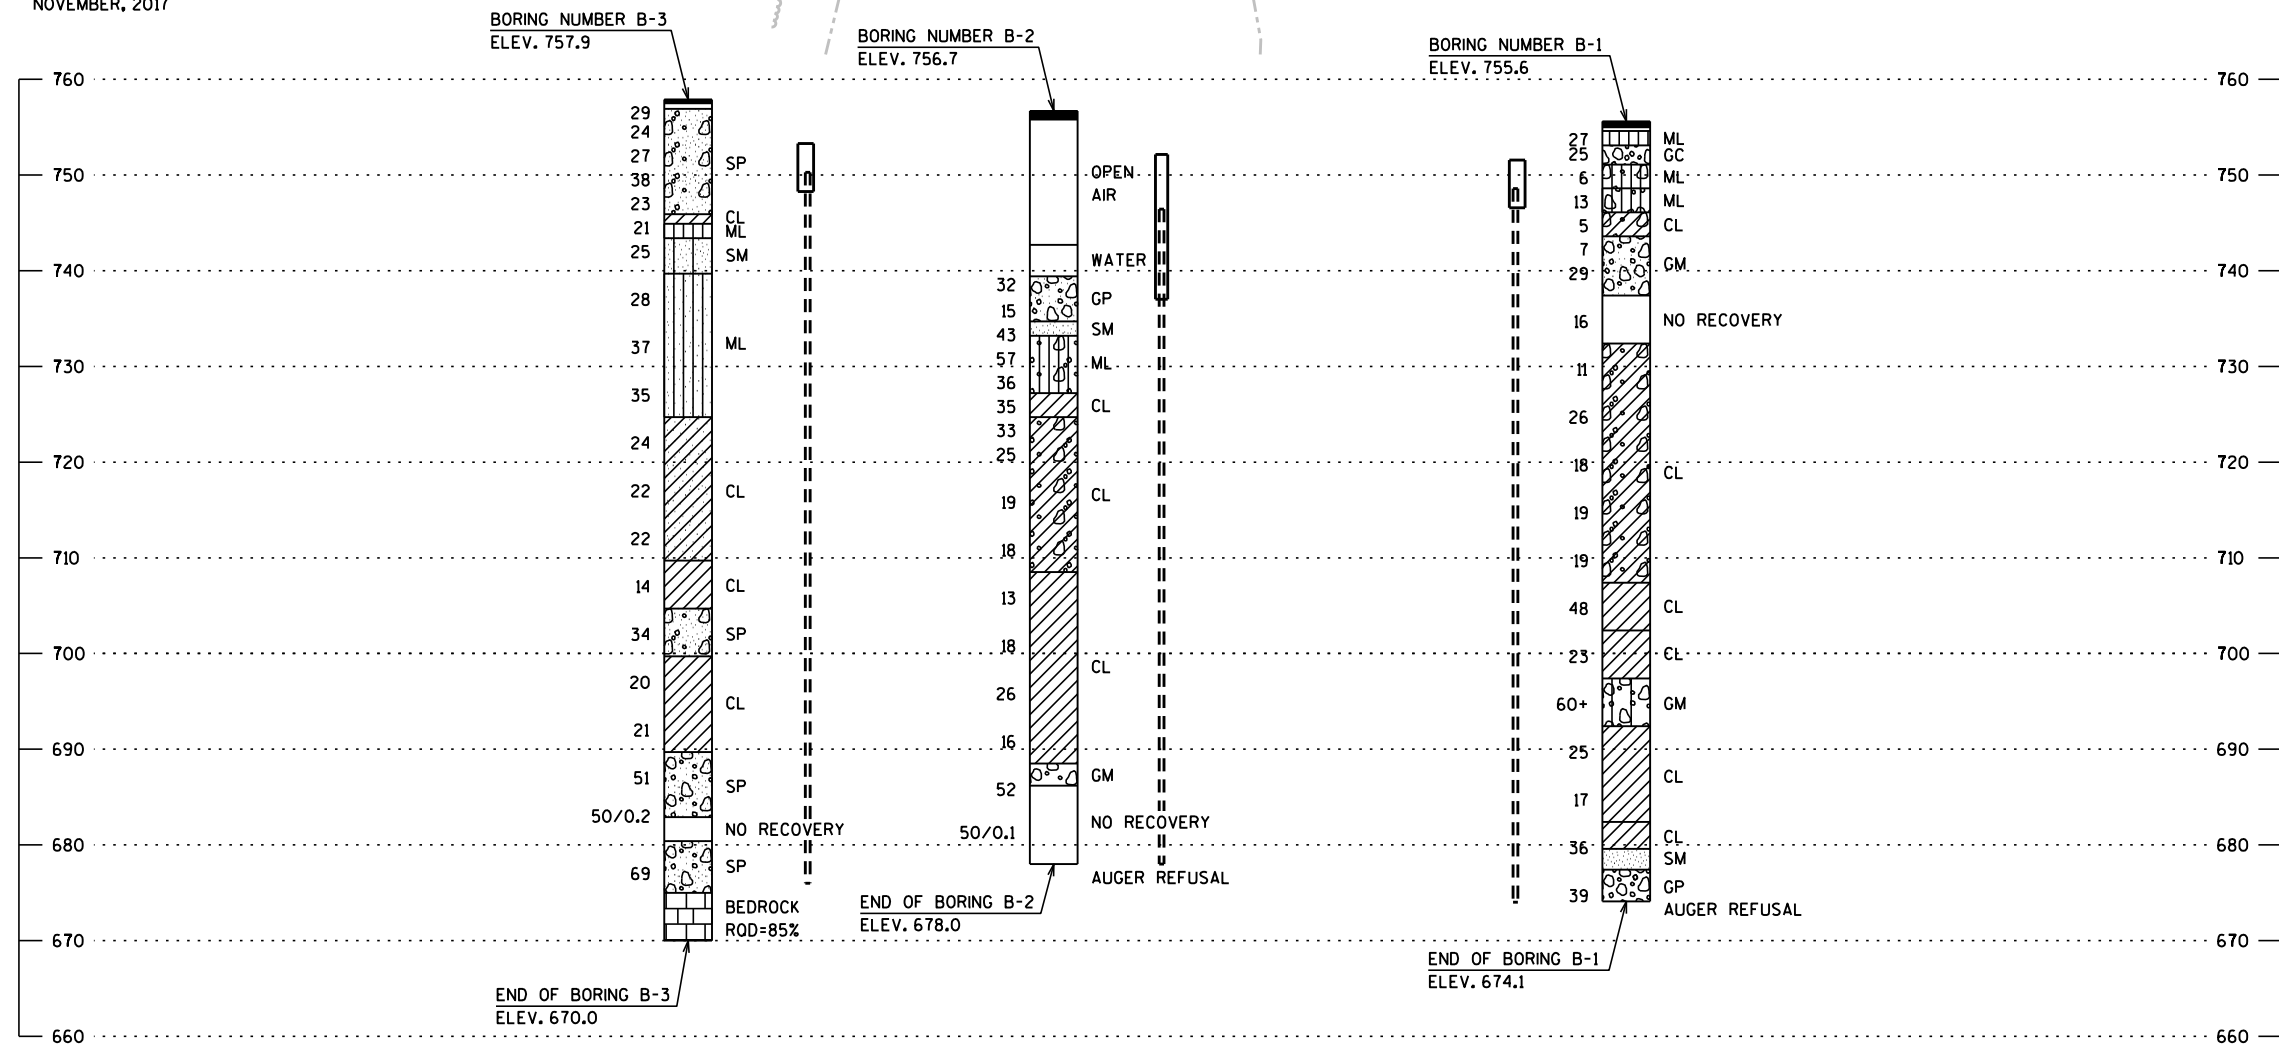 NOVEMBER, 2017
BORING NUMBER B-3
ELEV. 757.9
BORING NUMBER B-2
ELEV. 756.7
BORING NUMBER B-1
ELEV. 755.6
760
750
740
730
720
710
700
690
680
670
660
29
24
27
38
23
21
25
28
37
35
24
22
22
14
34
20
21
51
50/0.2
69
SP
CL
ML
SM
ML
CL
CL
SP
CL
SP
NO RECOVERY
SP
BEDROCK
RQD=85%
END OF BORING B-3
ELEV. 670.0
32
15
43
57
36
35
33
25
19
18
13
18
26
16
52
50/0.1
OPEN
AIR
WATER
GP
SM
ML
CL
CL
CL
GM
NO RECOVERY
AUGER REFUSAL
END OF BORING B-2
ELEV. 678.0
27
25
6
13
5
7
29
16
11
26
18
19
19
48
23
60+
25
17
36
39
ML
GC
ML
ML
CL
GM
NO RECOVERY
CL
CL
CL
GM
CL
CL
SM
GP
AUGER REFUSAL
END OF BORING B-1
ELEV. 674.1
760
750
740
730
720
710
700
690
680
670
660